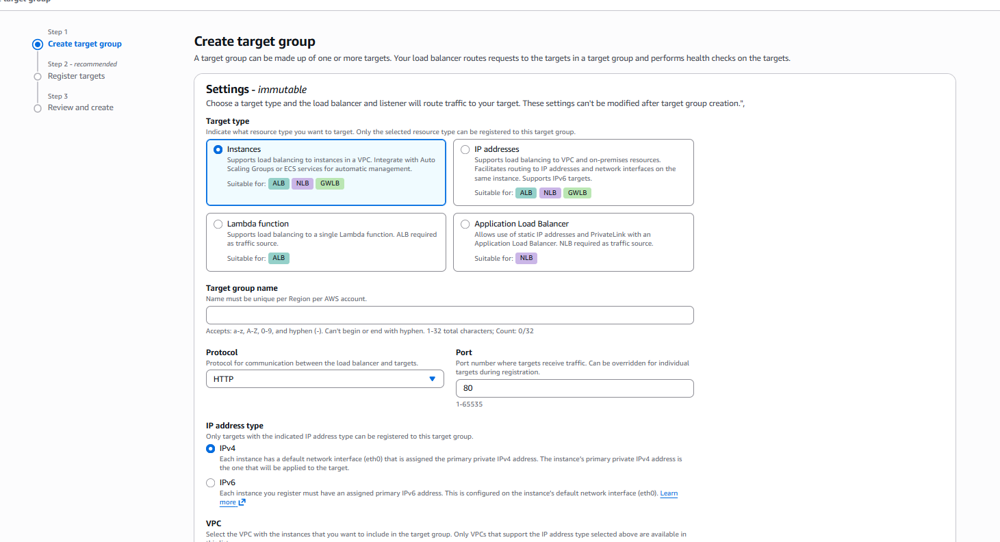 target group
Step 1
Create target group
Step 2 - recommended
Register targets
Step 3
Review and create
Create target group
A target group can be made up of one or more targets. Your load balancer routes requests to the targets in a target group and performs health checks on the targets.
Settings - immutable
Choose a target type and the load balancer and listener will route traffic to your target. These settings can't be modified after target group creation.",
Target type
Indicate what resource type you want to target. Only the selected resource type can be registered to this target group.
Instances
Supports load balancing to instances in a VPC. Integrate with Auto
Scaling Groups or ECS services for automatic management.
Suitable for: ALB NLB GWLB
IP addresses
Supports load balancing to VPC and on-premises resources.
Facilitates routing to IP addresses and network interfaces on the
same instance. Supports IPv6 targets.
Suitable for: ALB NLB GWLB
Lambda function
Supports load balancing to a single Lambda function. ALB required
as traffic source.
Suitable for: ALB
Application Load Balancer
Allows use of static IP addresses and PrivateLink with an
Application Load Balancer. NLB required as traffic source.
Suitable for: NLB
Target group name
Name must be unique per Region per AWS account.
Accepts: a-z, A-Z, 0-9, and hyphen (-). Can't begin or end with hyphen. 1-32 total characters; Count: 0/32
Protocol
Protocol for communication between the load balancer and targets.
HTTP
Port
Port number where targets receive traffic. Can be overridden for individual
targets during registration.
80
1-65535
IP address type
Only targets with the indicated IP address type can be registered to this target group.
IPv4
Each instance has a default network interface (eth0) that is assigned the primary private IPv4 address. The instance's primary private IPv4 address is
the one that will be applied to the target.
IPv6
Each instance you register must have an assigned primary IPv6 address. This is configured on the instance's default network interface (eth0). Learn
more
VPC
Select the VPC with the instances that you want to include in the target group. Only VPCs that support the IP address type selected above are available in